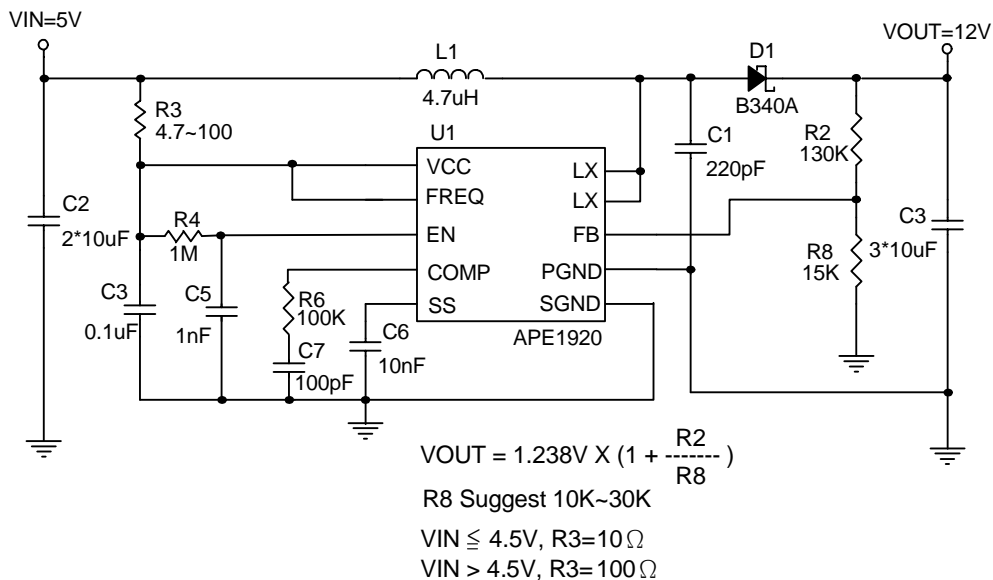 VIN=5V
VOUT=12V
L1
4.7uH
D1
B340A
R3
4.7~100
U1
VCC
FREQ
EN
COMP
SS
LX
LX
FB
PGND
SGND
APE1920
C1
220pF
R2
130K
C2
2*10uF
R4
1M
C3
3*10uF
R8
15K
C3
0.1uF
C5
1nF
R6
100K
C7
100pF
C6
10nF
VOUT = 1.238V X (1 + R2 ------- R8 )
R8 Suggest 10K~30K
VIN ≦ 4.5V, R3=10Ω
VIN > 4.5V, R3=100Ω